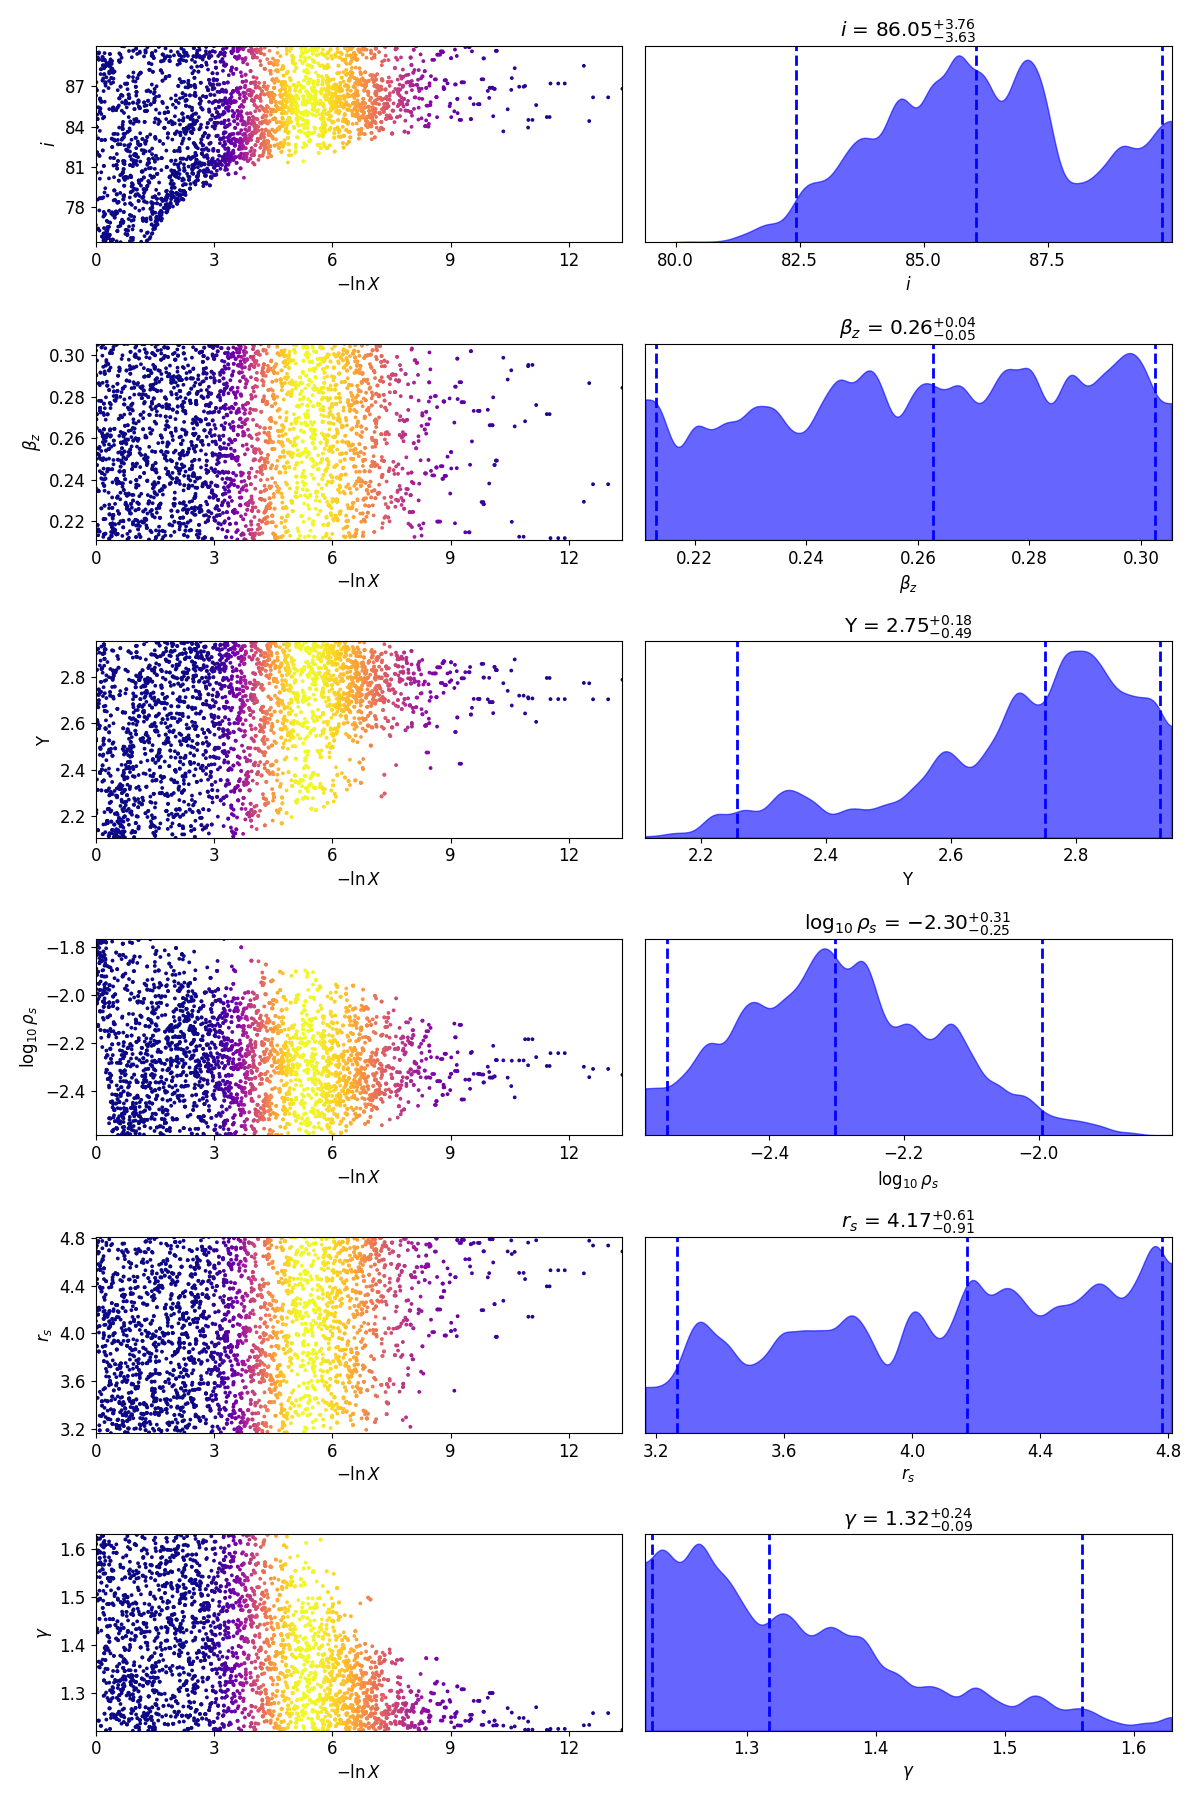 i = 86.05 +3.76 −3.63
87
84
81
78
i
0 3 6 9 12
−ln X
80.0 82.5 85.0 87.5
i
β_z = 0.26 +0.04 −0.05
0.30
0.28
0.26
0.24
0.22
β_z
0 3 6 9 12
−ln X
0.22 0.24 0.26 0.28 0.30
β_z
Y = 2.75 +0.18 −0.49
2.8
2.6
2.4
2.2
Y
0 3 6 9 12
−ln X
2.2 2.4 2.6 2.8
Y
log₁₀ ρ_s = −2.30 +0.31 −0.25
−1.8
−2.0
−2.2
−2.4
log₁₀ ρ_s
0 3 6 9 12
−ln X
−2.4 −2.2 −2.0
log₁₀ ρ_s
r_s = 4.17 +0.61 −0.91
4.8
4.4
4.0
3.6
3.2
r_s
0 3 6 9 12
−ln X
3.2 3.6 4.0 4.4 4.8
r_s
γ = 1.32 +0.24 −0.09
1.6
1.5
1.4
1.3
γ
0 3 6 9 12
−ln X
1.3 1.4 1.5 1.6
γ